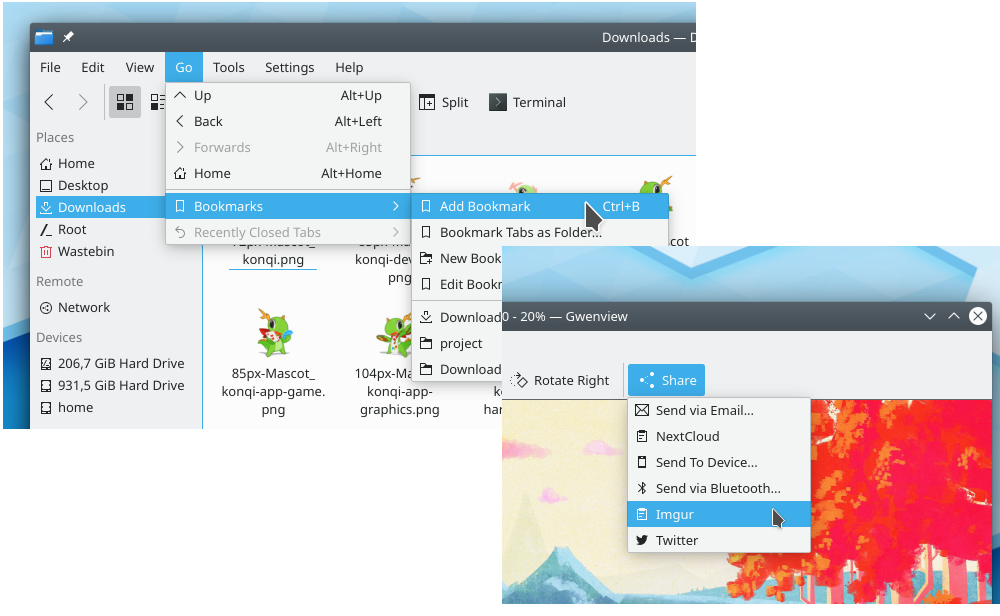 Downloads —
File Edit View Go Tools Settings Help
Up Alt+Up
Back Alt+Left
Forwards Alt+Right
Home Alt+Home
Bookmarks
Recently Closed Tabs
Split Terminal
Places
Home
Desktop
Downloads
Root
Wastebin
Remote
Network
Devices
206,7 GiB Hard Drive
931,5 GiB Hard Drive
home
Add Bookmark Ctrl+B
Bookmark Tabs as Folder...
New Book
Edit Bookm
Download
project
Download
konqi.png
konqi-dev
png
85px-Mascot_
konqi-app-game.
png
104px-Ma
konqi-app-
graphics.png
har
0 - 20% — Gwenview
Rotate Right Share
Send via Email...
NextCloud
Send To Device...
Send via Bluetooth...
Imgur
Twitter